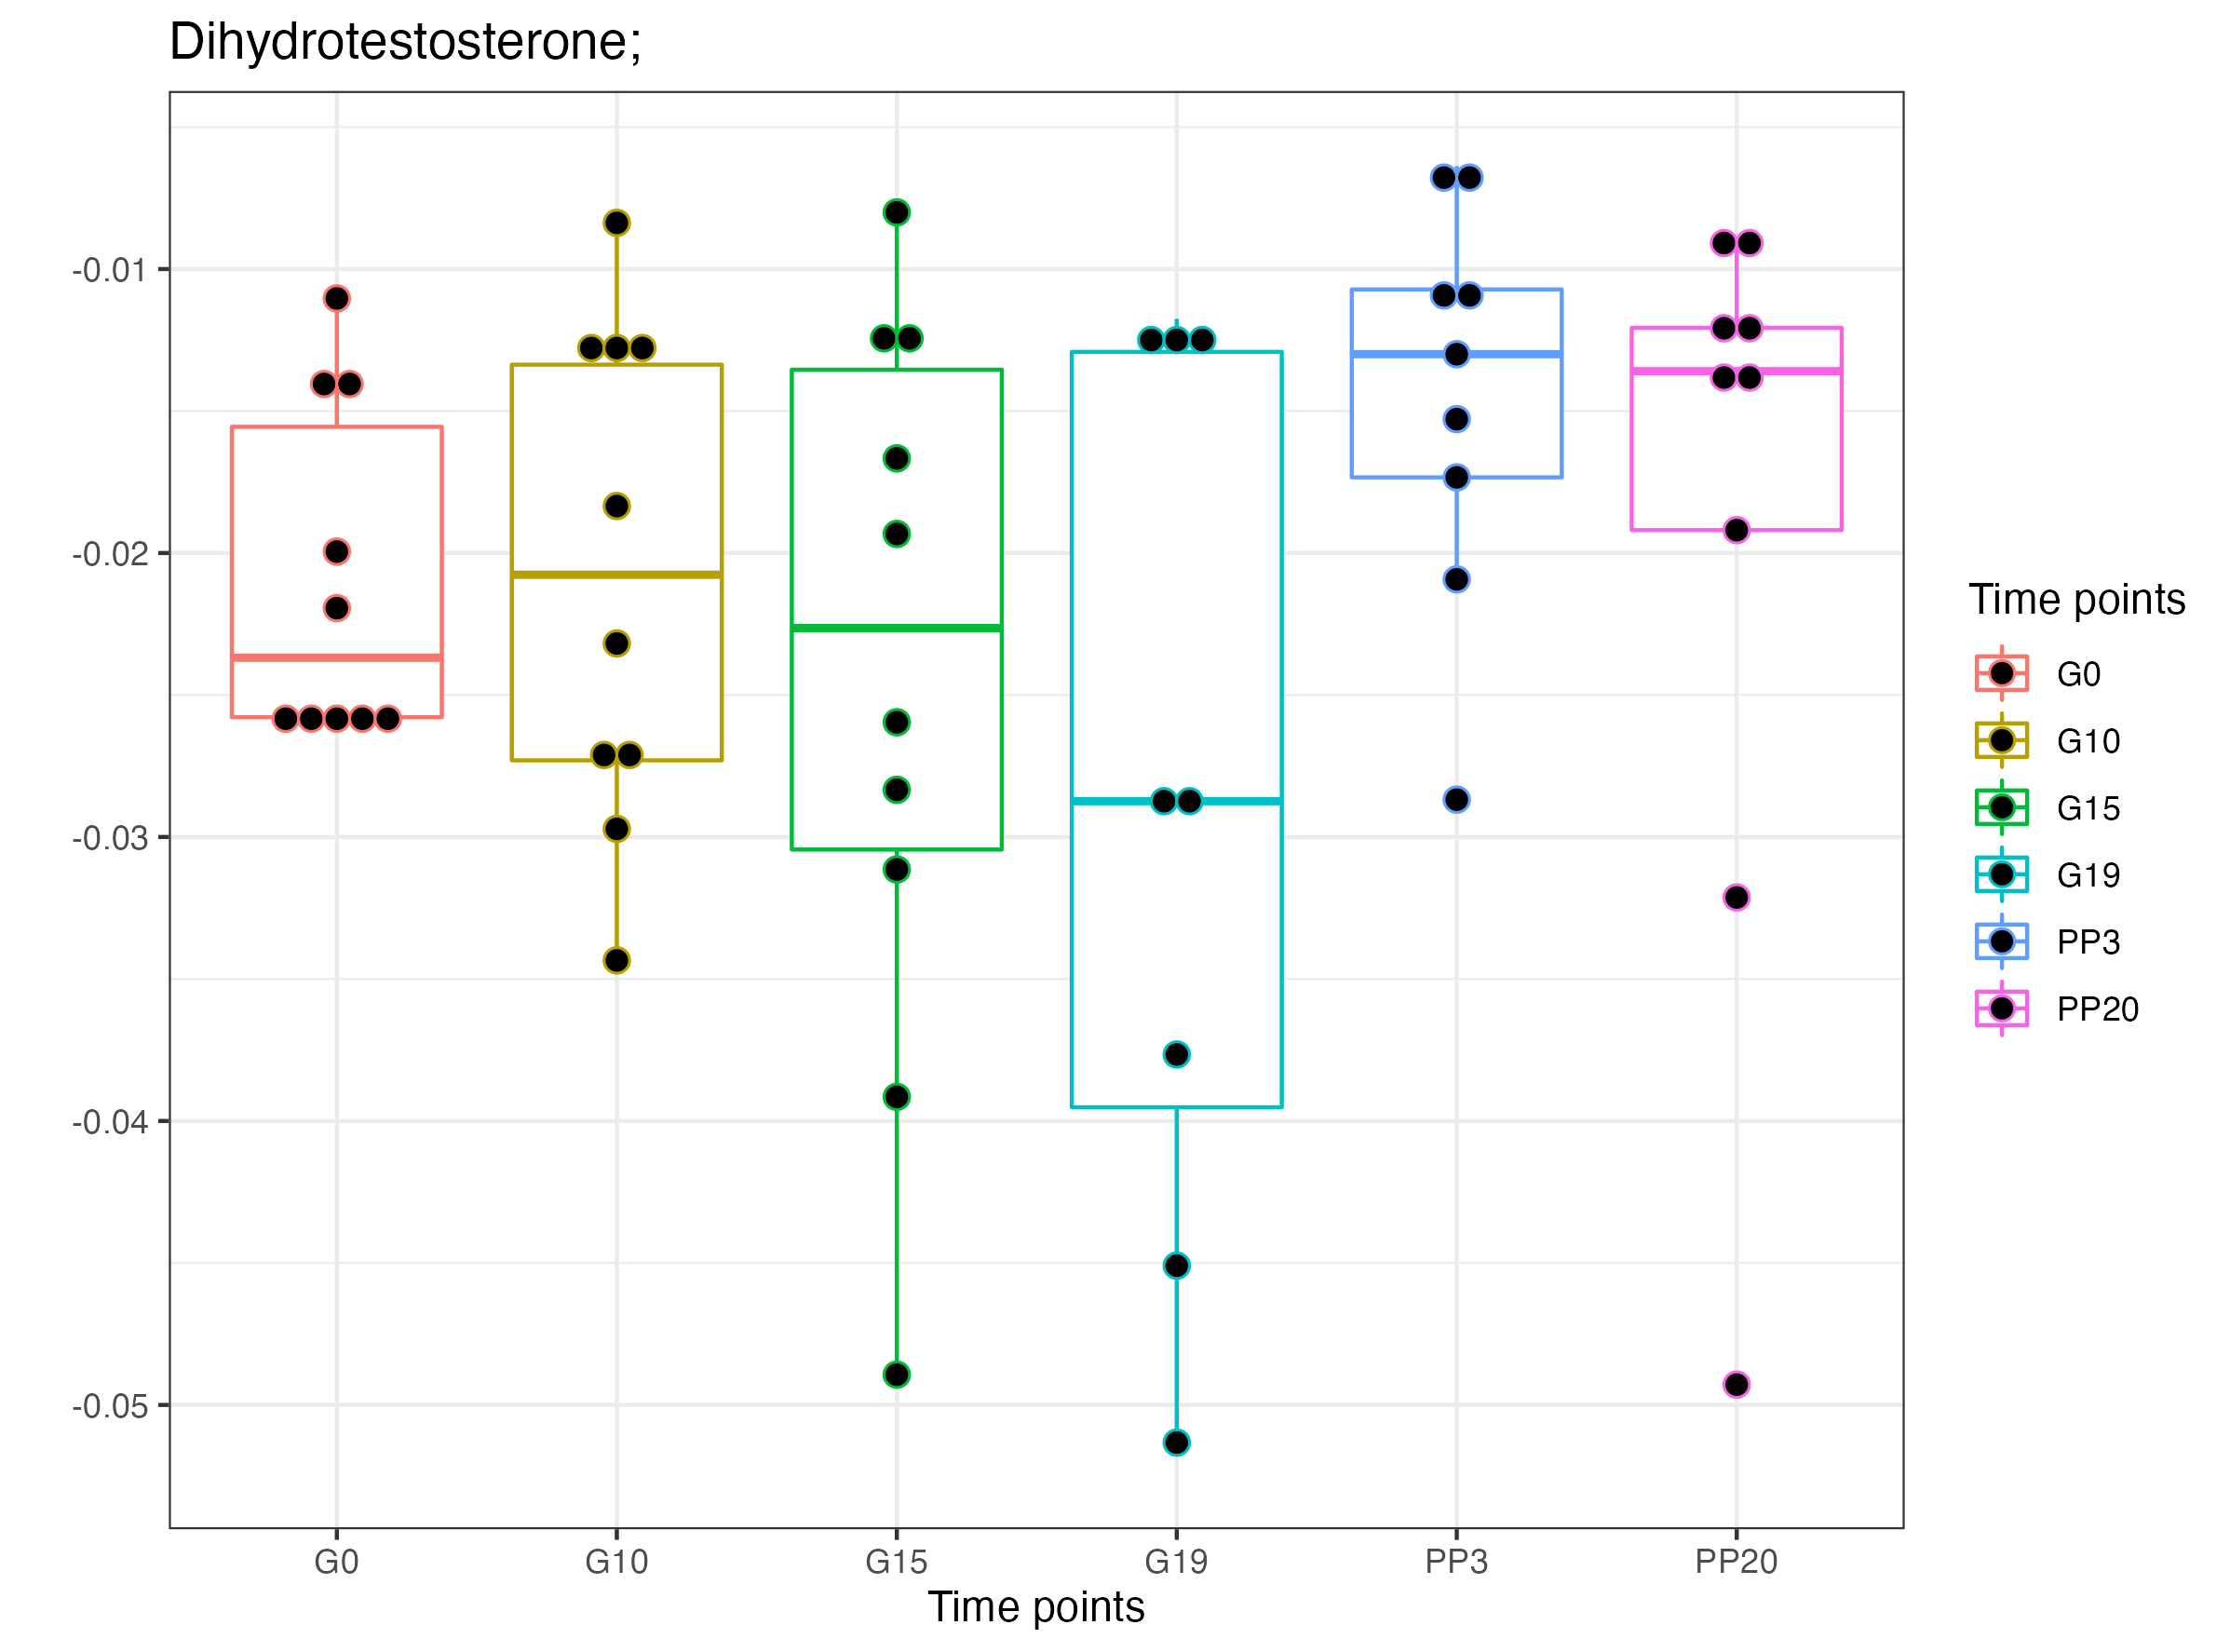 Dihydrotestosterone;
-0.01
-0.02
-0.03
-0.04
-0.05
G0 G10 G15 G19 PP3 PP20
Time points
Time points
G0
G10
G15
G19
PP3
PP20